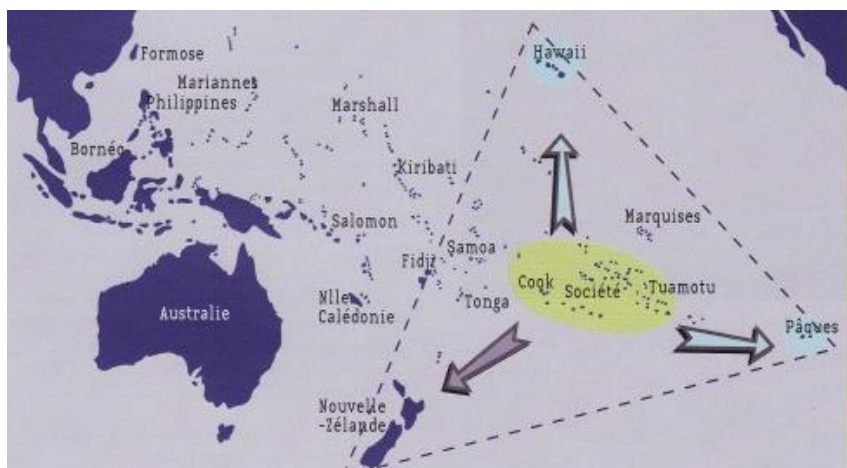 Hawaii
Formose
Mariannes
Philippines
Marshall
Bornéo
Kiribati
Salomon
Marquises
Samoa
Fidji
Cook
Société
Tuamotu
Tonga
Nlle
Calédonie
Australie
Pâques
Nouvelle
-Zélande